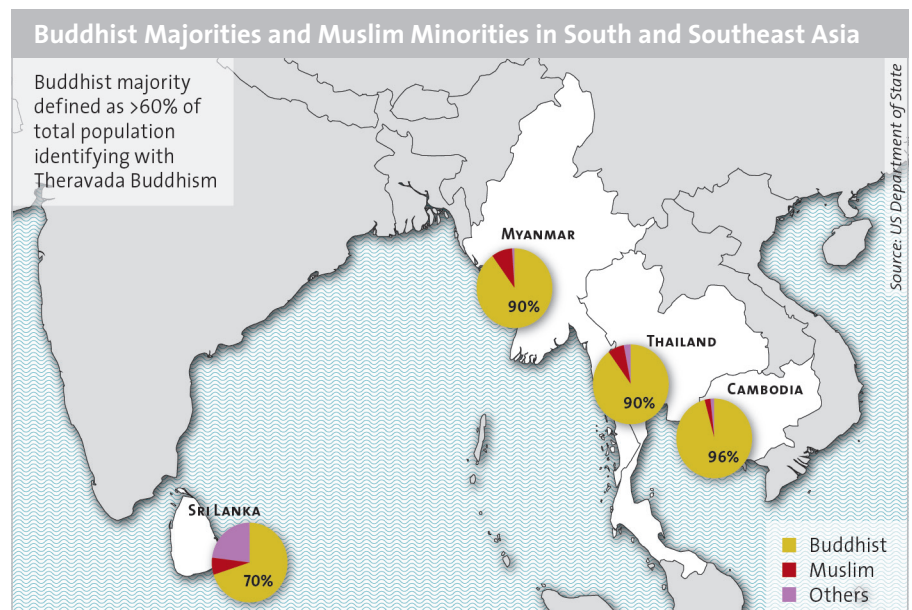 Buddhist Majorities and Muslim Minorities in South and Southeast Asia
Buddhist majority
defined as >60% of
total population
identifying with
Theravada Buddhism
Source: US Department of State
MYANMAR
90%
THAILAND
90%
CAMBODIA
96%
SRI LANKA
70%
Buddhist
Muslim
Others